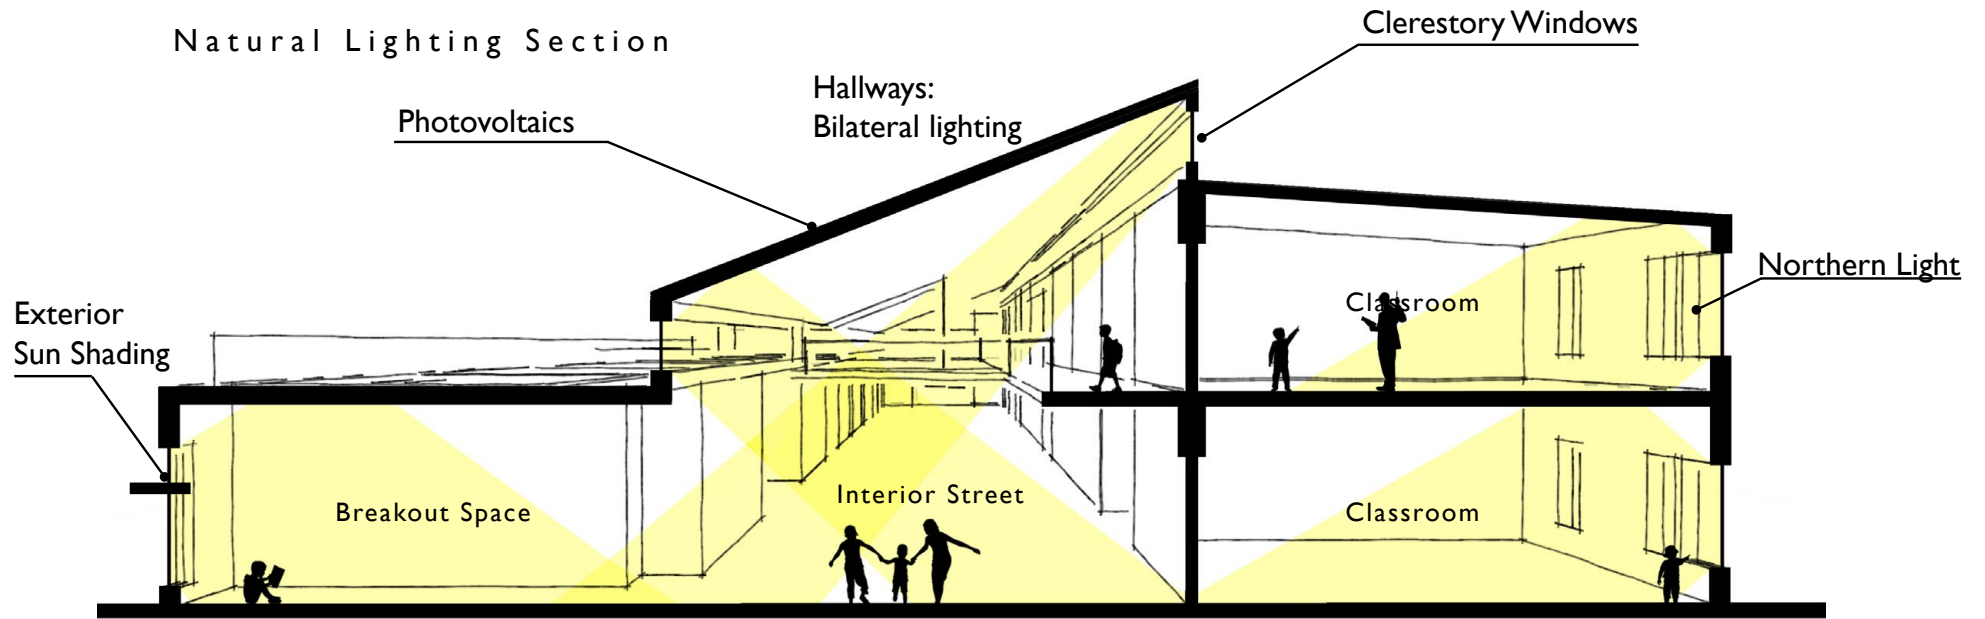 Natural Lighting Section
Clerestory Windows
Hallways:
Bilateral lighting
Photovoltaics
Northern Light
Exterior
Sun Shading
Classroom
Breakout Space
Interior Street
Classroom